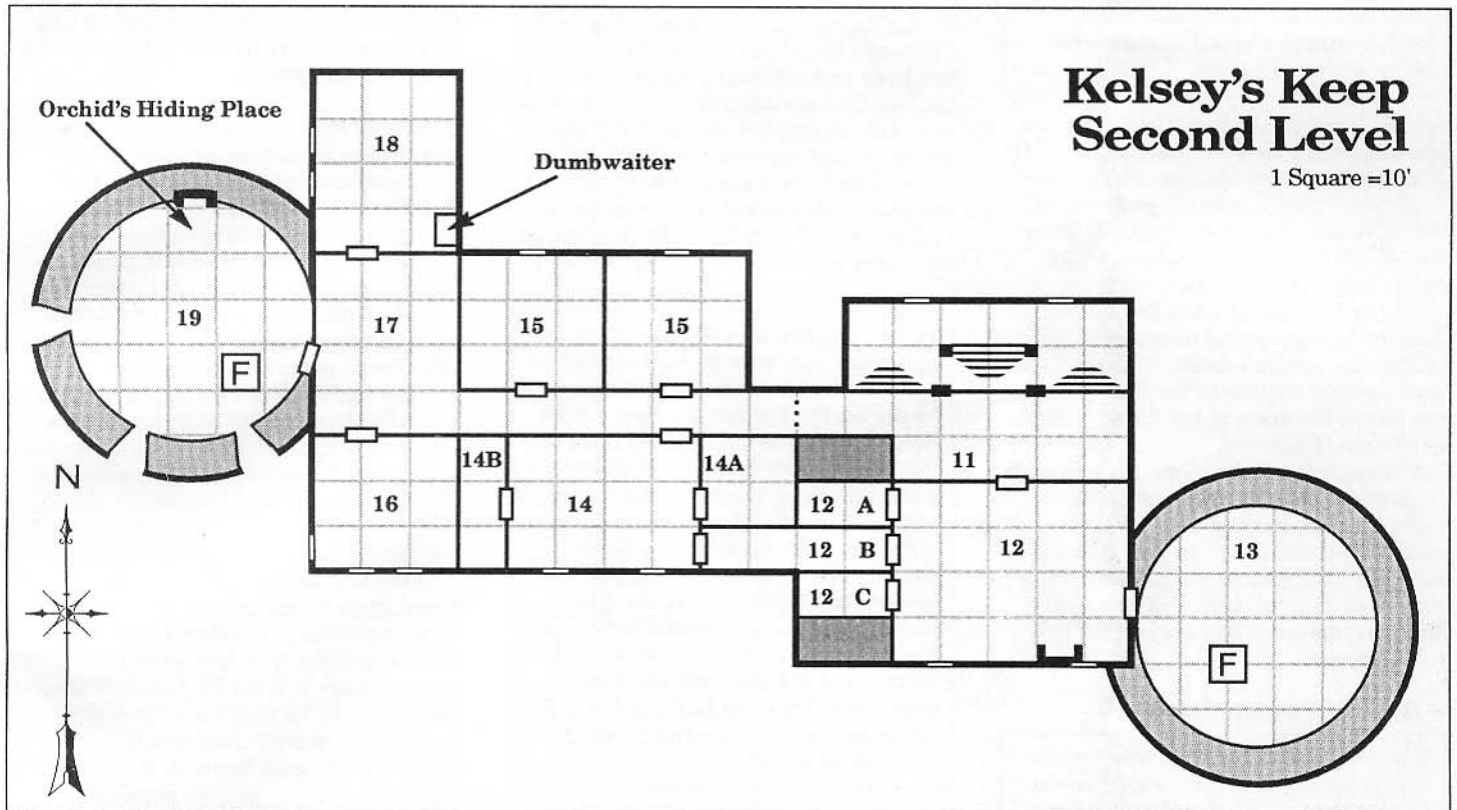 Kelsey's Keep
Second Level
1 Square =10'
Orchid's Hiding Place
18
Dumbwaiter
19
17
15
15
F
14B
14A
11
16
14
12 A
12
12 B
12 C
13
F
N